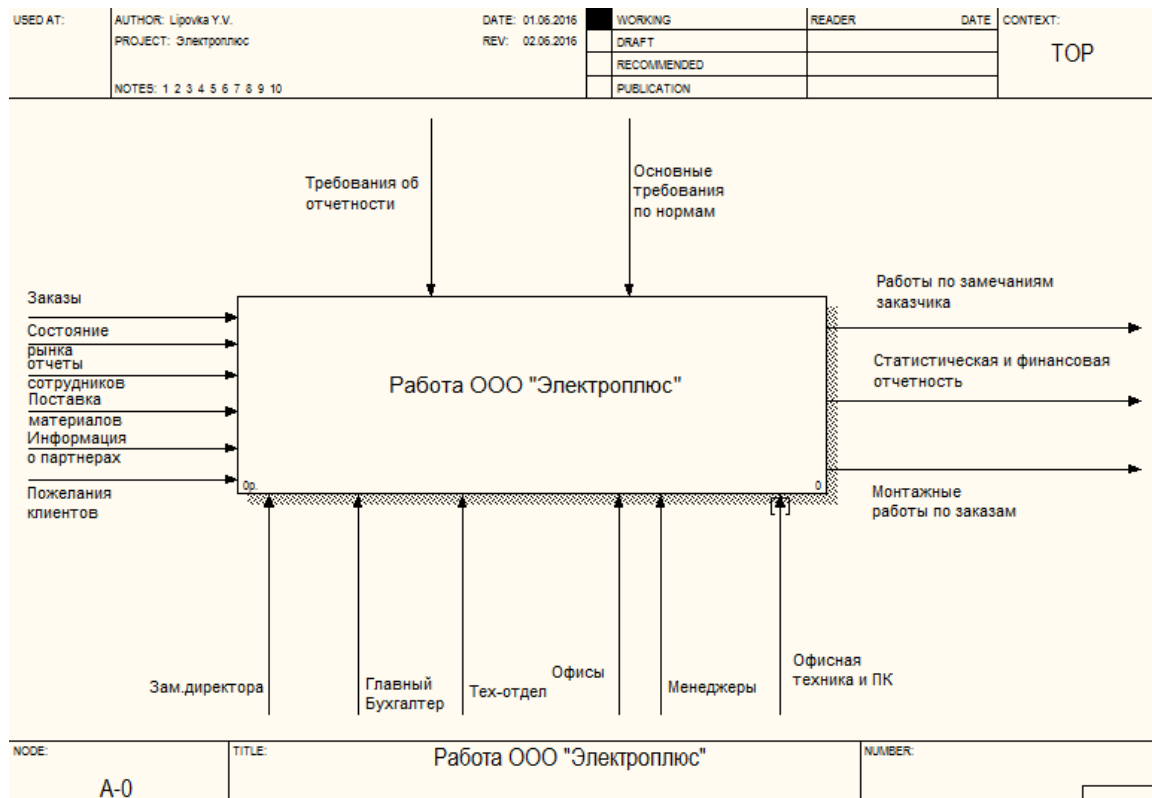 USED AT:
AUTHOR: Lipovka Y.V.
DATE: 01.06.2016
PROJECT: Электроплюс
REV: 02.06.2016
NOTES: 1 2 3 4 5 6 7 8 9 10
WORKING
DRAFT
RECOMMENDED
PUBLICATION
READER
DATE
CONTEXT:
TOP
Требования об
отчетности
Основные
требования
по нормам
Заказы
Состояние
рынка
отчеты
сотрудников
Поставка
материалов
Информация
о партнерах
Пожелания
клиентов
Работа ООО "Электроплюс"
0р.
0
Работы по замечаниям
заказчика
Статистическая и финансовая
отчетность
Монтажные
работы по заказам
Зам.директора
Главный
Бухгалтер
Тех-отдел
Офисы
Менеджеры
Офисная
техника и ПК
NODE:
A-0
TITLE:
Работа ООО "Электроплюс"
NUMBER: